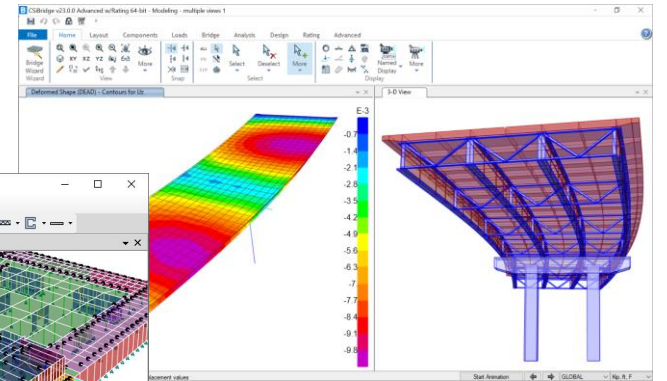 CSiBridge v23.0.0 Advanced w/Rating 64-bit - Modeling - multiple views 1
File Home Layout Components Loads Bridge Analysis Design Rating Advanced
XY XZ YZ
Bridge Wizard More Select Deselect More Named Display More
Wizard View Snap Select Display
Deformed Shape (DEAD) - Contours for Uz
3-D View
E-3
-0.7
-1.4
-2.1
-2.8
-3.5
-4.2
-4.9
-5.6
-6.3
-7
-7.7
-8.4
-9.1
-9.8
placement values
Start Animation GLOBAL Kip, ft, F